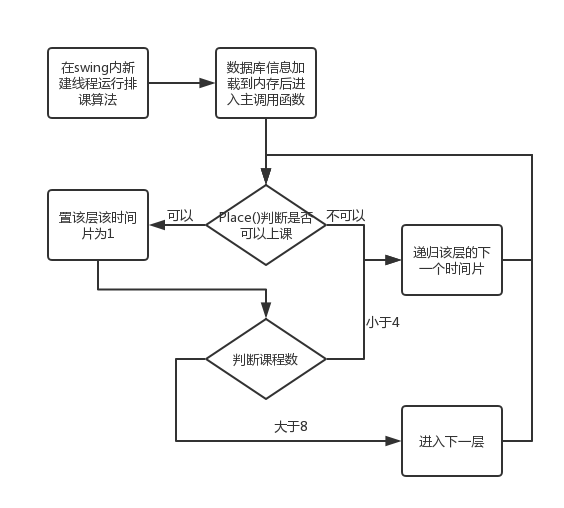 在swing内新
建线程运行排
课算法
数据库信息加
载到内存后进
入主调用函数
置该层该时间
片为1
可以
Place()判断是否
可以上课
不可以
递归该层的下
一个时间片
小于4
判断课程数
大于8
进入下一层